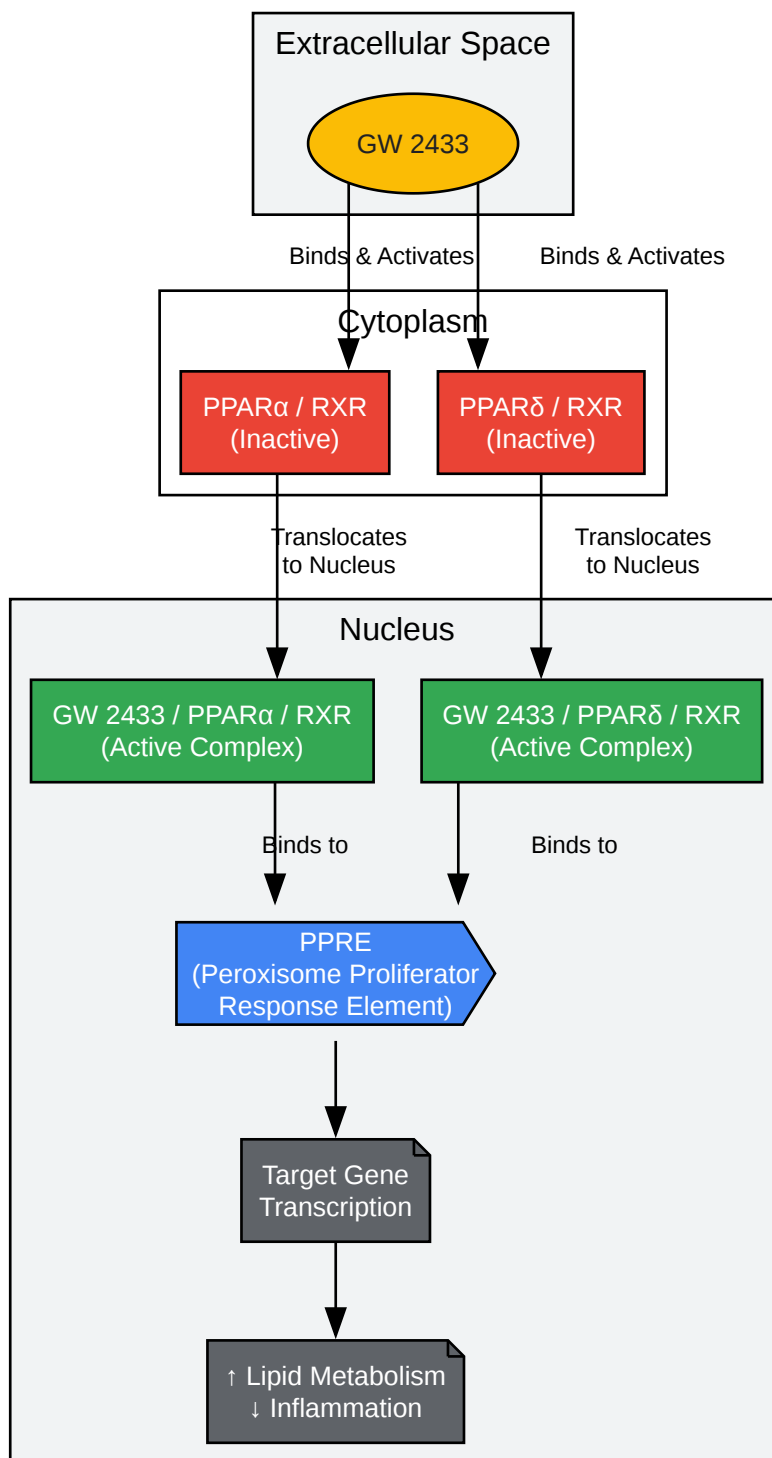 Extracellular Space
GW 2433
Binds & Activates
Binds & Activates
Cytoplasm
PPARα / RXR
(Inactive)
PPARδ / RXR
(Inactive)
Translocates
to Nucleus
Translocates
to Nucleus
Nucleus
GW 2433 / PPARα / RXR
(Active Complex)
GW 2433 / PPARδ / RXR
(Active Complex)
Binds to
Binds to
PPRE
(Peroxisome Proliferator
Response Element)
Target Gene
Transcription
↑ Lipid Metabolism
↓ Inflammation